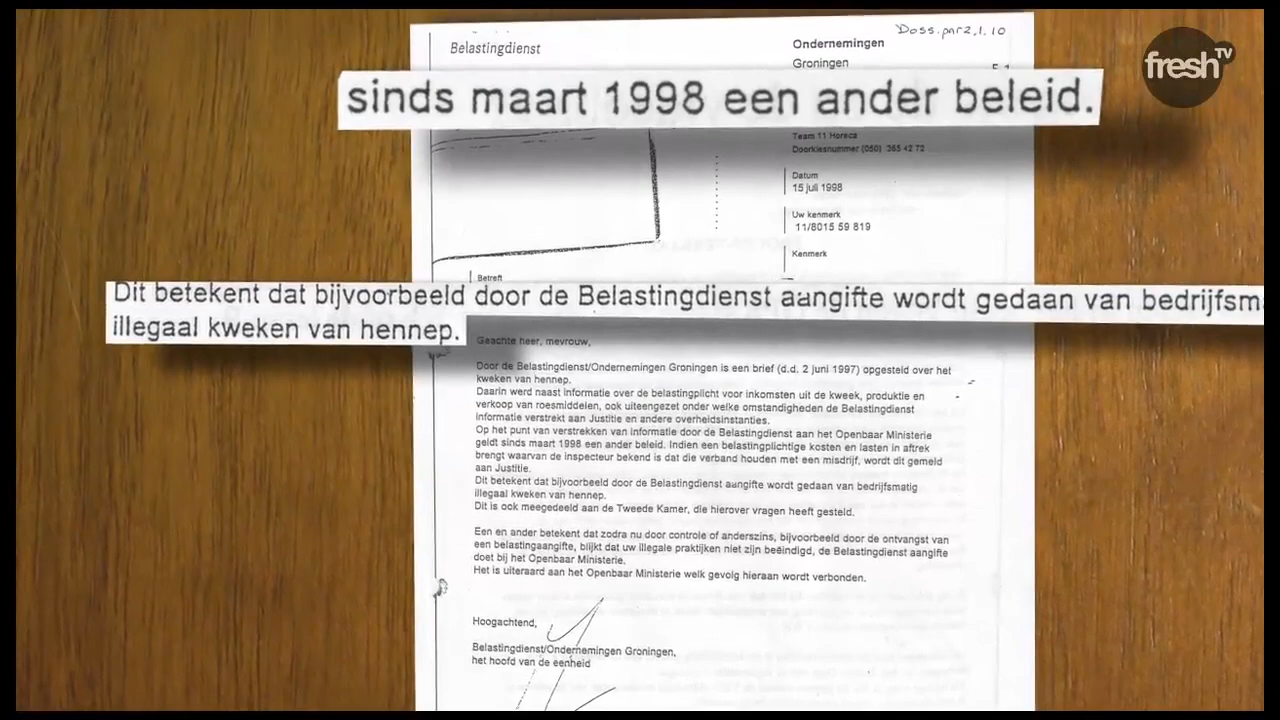 Doss.pnr2,1.10
Belastingdienst
Ondernemingen
Groningen
fresh TV
sinds maart 1998 een ander beleid.
Team 11 Horeca
Doorkiesnummer (050) 365 42 72
Datum
15 juli 1998
Uw kenmerk
11/8015 59 819
Kenmerk
Betreft
Dit betekent dat bijvoorbeeld door de Belastingdienst aangifte wordt gedaan van bedrijfsma
illegaal kweken van hennep.
Geachte heer, mevrouw,
Door de Belastingdienst/Ondernemingen Groningen is een brief (d.d. 2 juni 1997) opgesteld over het
kweken van hennep.
Daarin werd naast informatie over de belastingplicht voor inkomsten uit de kweek, produktie en
verkoop van roesmiddelen, ook uiteengezet onder welke omstandigheden de Belastingdienst
informatie verstrekt aan Justitie en andere overheidsinstanties.
Op het punt van verstrekken van informatie door de Belastingdienst aan het Openbaar Ministerie
geldt sinds maart 1998 een ander beleid. Indien een belastingplichtige kosten en lasten in aftrek
brengt waarvan de inspecteur bekend is dat die verband houden met een misdrijf, wordt dit gemeld
aan Justitie.
Dit betekent dat bijvoorbeeld door de Belastingdienst aangifte wordt gedaan van bedrijfsmatig
illegaal kweken van hennep.
Dit is ook meegedeeld aan de Tweede Kamer, die hierover vragen heeft gesteld.
Een en ander betekent dat zodra nu door controle of anderszins, bijvoorbeeld door de ontvangst van
een belastingaangifte, blijkt dat uw illegale praktijken niet zijn beëindigd, de Belastingdienst aangifte
doet bij het Openbaar Ministerie.
Het is uiteraard aan het Openbaar Ministerie welk gevolg hieraan wordt verbonden.
Hoogachtend,
Belastingdienst/Ondernemingen Groningen,
het hoofd van de eenheid